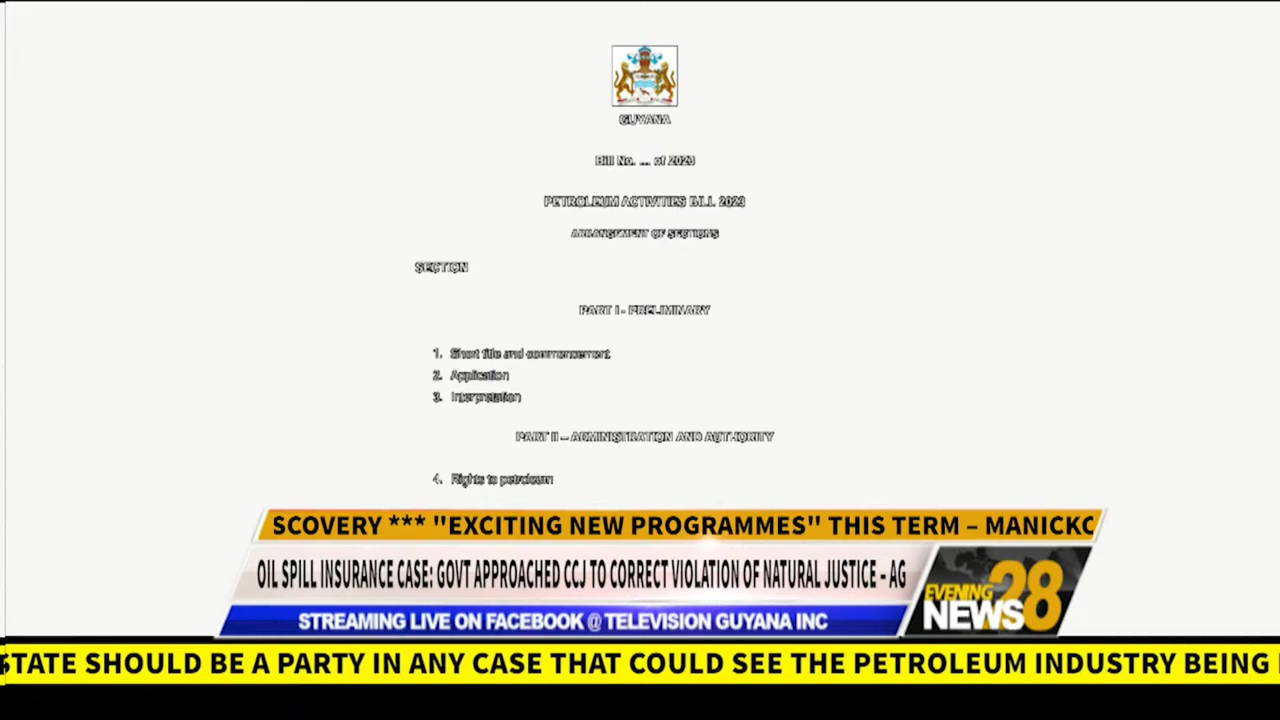 GUYANA
Bill No. ... of 2023
PETROLEUM ACTIVITIES BILL 2023
ARRANGEMENT OF SECTIONS
SECTION
PART I - PRELIMINARY
1. Short title and commencement
2. Application
3. Interpretation
PART II – ADMINISTRATION AND AUTHORITY
4. Rights to petroleum
SCOVERY *** "EXCITING NEW PROGRAMMES" THIS TERM – MANICKC
OIL SPILL INSURANCE CASE: GOVT APPROACHED CCJ TO CORRECT VIOLATION OF NATURAL JUSTICE – AG
STREAMING LIVE ON FACEBOOK @ TELEVISION GUYANA INC
EVENING NEWS 28
STATE SHOULD BE A PARTY IN ANY CASE THAT COULD SEE THE PETROLEUM INDUSTRY BEING